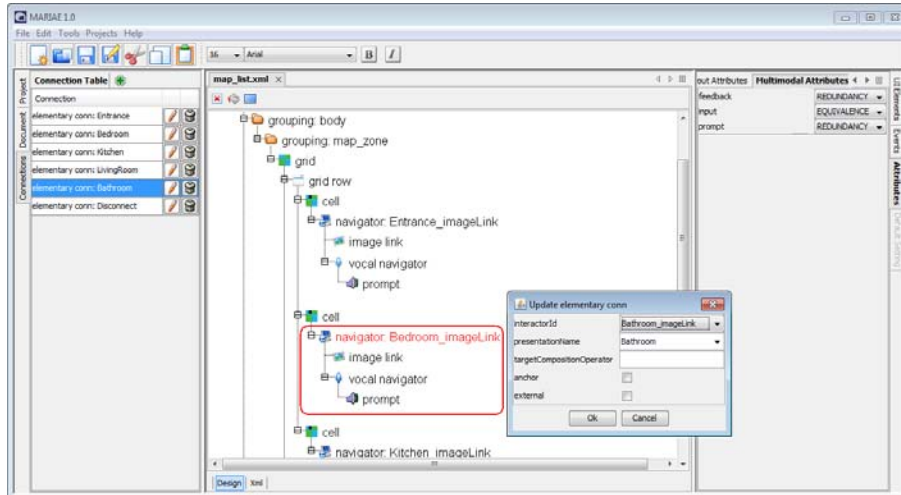 MARIAE 1.0
File Edit Tools Projects Help
16 Arial B I
Project
Document
Connections
Connection Table
Connection
elementary conn: Entrance
elementary conn: Bedroom
elementary conn: Kitchen
elementary conn: LivingRoom
elementary conn: Bathroom
elementary conn: Disconnect
map_list.xml
grouping: body
grouping: map_zone
grid
grid row
cell
navigator: Entrance_imageLink
image link
vocal navigator
prompt
cell
navigator: Bedroom_imageLink
image link
vocal navigator
prompt
cell
navigator: Kitchen_imageLink
Design Xml
Update elementary conn
interactorId Bathroom_imageLink
presentationName Bathroom
targetCompositionOperator
anchor
external
Ok Cancel
out Attributes Multimodal Attributes
feedback REDUNDANCY
input EQUIVALENCE
prompt REDUNDANCY
UI Elements
Events
Attributes
Default Setting